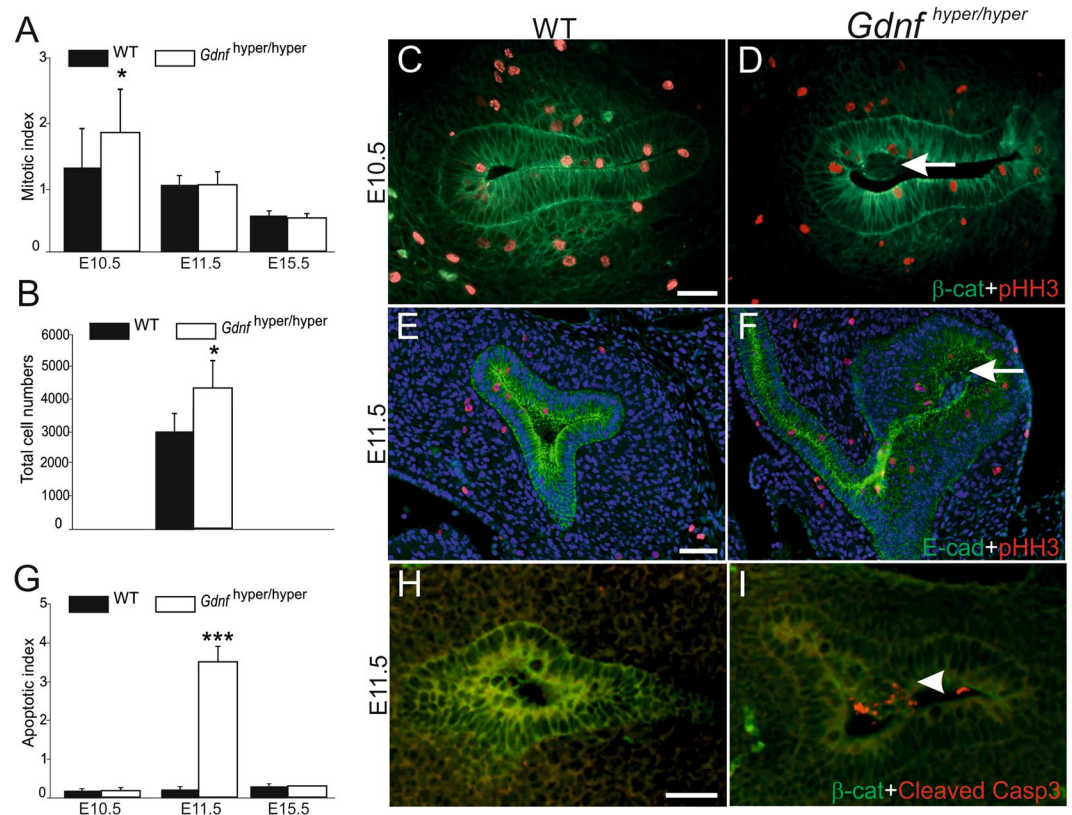 WT
Gdnf hyper/hyper
A
WT
Gdnf hyper/hyper
*
Mitotic index
3
2
1
0
E10.5
E11.5
E15.5
B
WT
Gdnf hyper/hyper
*
Total cell numbers
6000
5000
4000
3000
2000
1000
0
G
WT
Gdnf hyper/hyper
***
Apoptotic index
5
4
3
2
1
0
E10.5
E11.5
E15.5
E10.5
C
D
β-cat+pHH3
E11.5
E
F
E-cad+pHH3
E11.5
H
I
β-cat+Cleaved Casp3